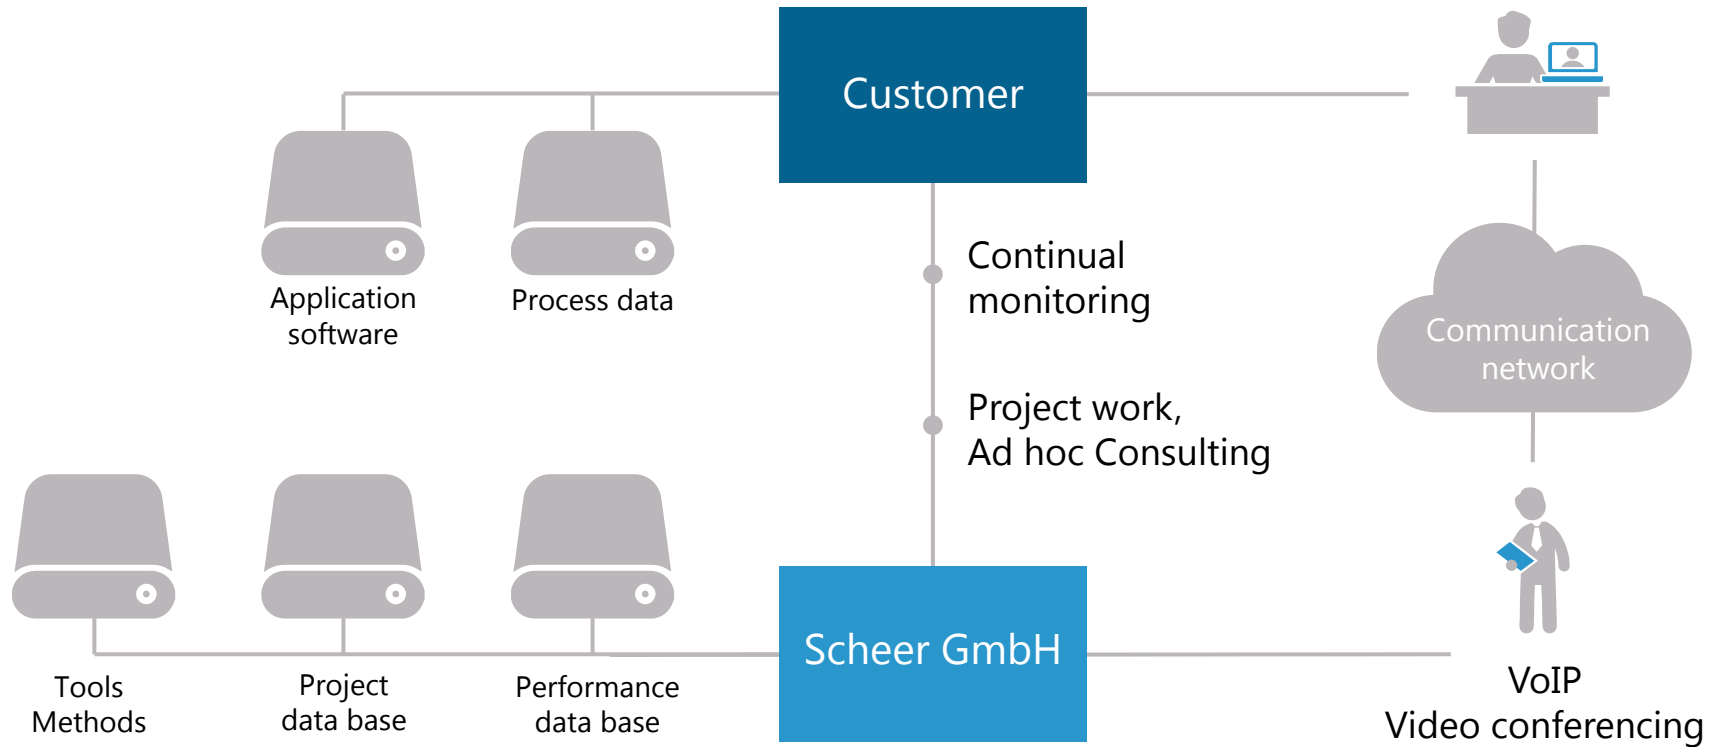 Customer
Application
software
Process data
Continual
monitoring
Communication
network
Project work,
Ad hoc Consulting
Scheer GmbH
Tools
Methods
Project
data base
Performance
data base
VoIP
Video conferencing